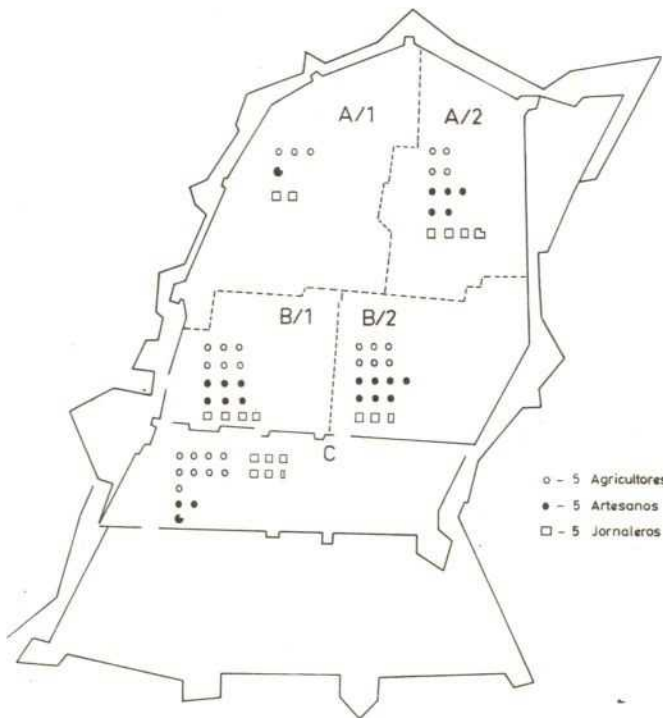 A/1 A/2
B/1 B/2
C
- 5 Agricultores
- 5 Artesanos
- 5 Jornaleros